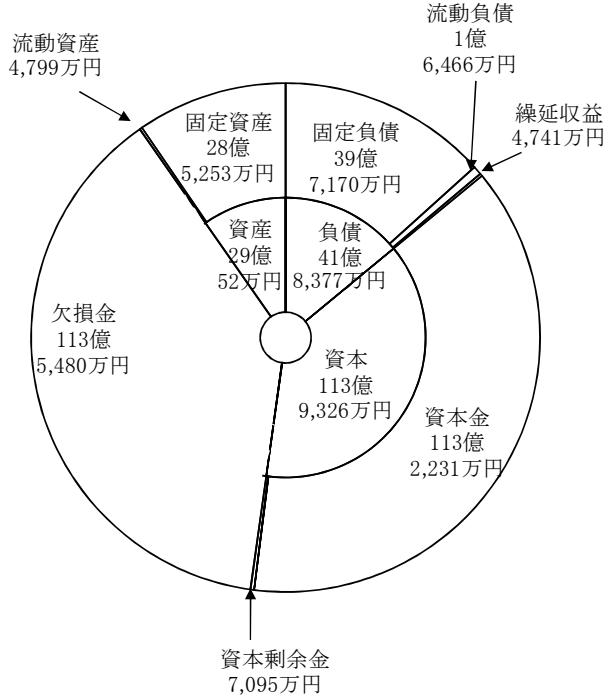 流動負債
1億
6,466万円
流動資産
4,799万円
繰延収益
4,741万円
固定資産
28億
5,253万円
固定負債
39億
7,170万円
資産
29億
52万円
負債
41億
8,377万円
欠損金
113億
5,480万円
資本
113億
9,326万円
資本金
113億
2,231万円
資本剰余金
7,095万円